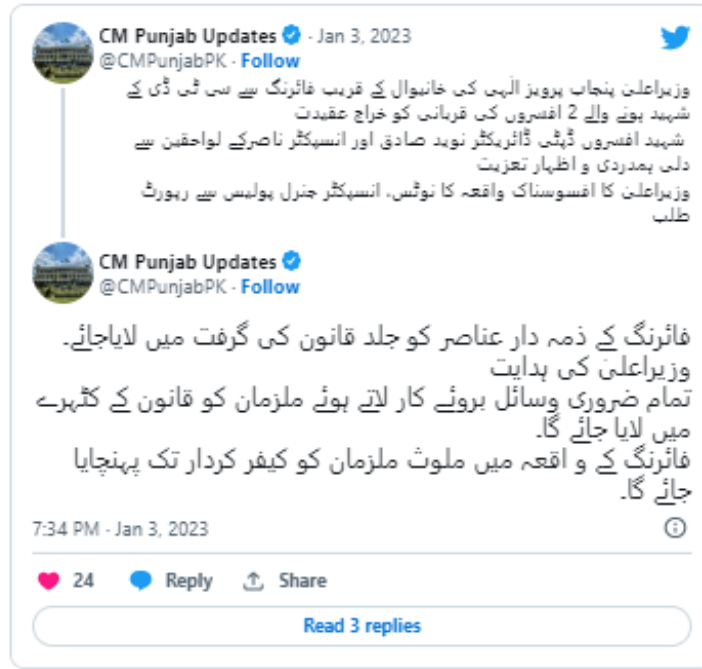 CM Punjab Updates · Jan 3, 2023
@CMPunjabPK · Follow
وزیراعلیٰ پنجاب پرویز الٰہی کی خانیوال کے قریب فائرنگ سے سی ٹی ڈی کے
شہید ہونے والے 2 افسروں کی قربانی کو خراج عقیدت
شہید افسروں ڈپٹی ڈائریکٹر نوید صادق اور انسپکٹر ناصرکے لواحقین سے
دلی ہمدردی و اظہار تعزیت
وزیراعلیٰ کا افسوسناک واقعہ کا نوٹس، انسپکٹر جنرل پولیس سے رپورٹ
طلب
CM Punjab Updates
@CMPunjabPK · Follow
فائرنگ کے ذمہ دار عناصر کو جلد قانون کی گرفت میں لایاجائے۔
وزیراعلیٰ کی ہدایت
تمام ضروری وسائل بروئے کار لاتے ہوئے ملزمان کو قانون کے کٹہرے
میں لایا جائے گا۔
فائرنگ کے و اقعہ میں ملوث ملزمان کو کیفر کردار تک پہنچایا
جائے گا۔
7:34 PM · Jan 3, 2023
24 Reply Share
Read 3 replies